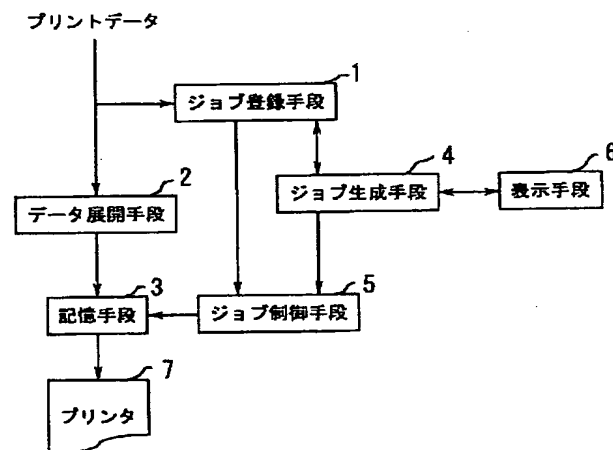 プリントデータ
1
ジョブ登録手段
4
6
ジョブ生成手段
表示手段
2
データ展開手段
3
5
記憶手段
ジョブ制御手段
7
プリンタ